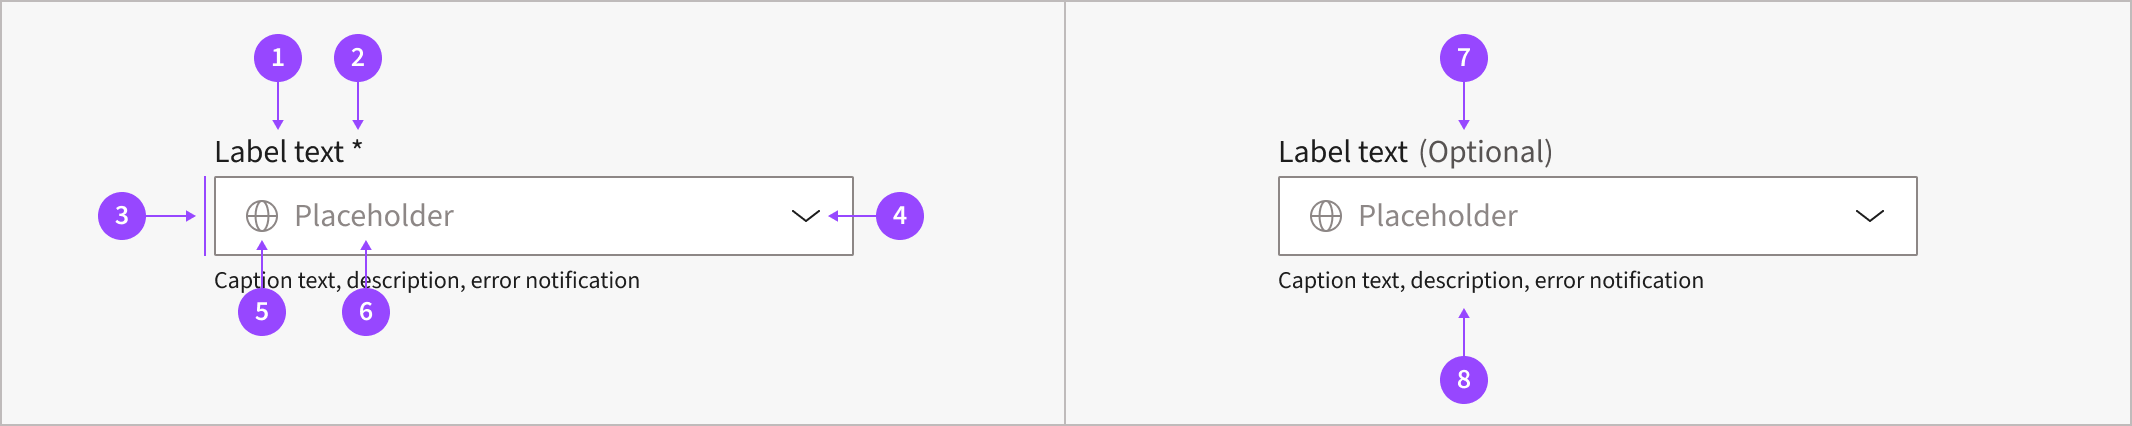 1 2
Label text *
3 Placeholder 4
Caption text, description, error notification
5 6
7
Label text (Optional)
Placeholder
Caption text, description, error notification
8